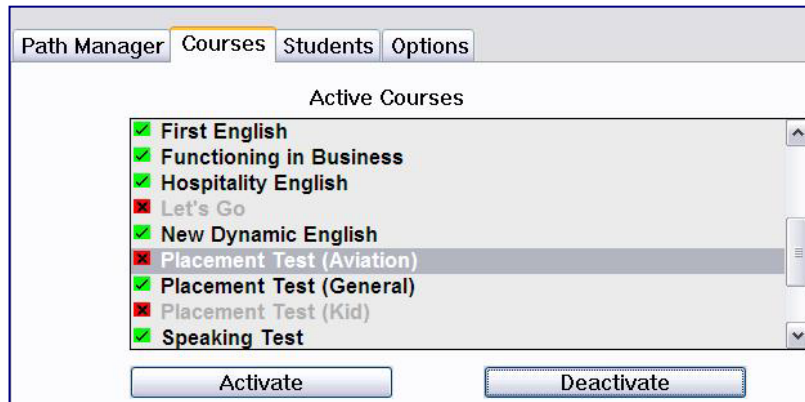 Path Manager Courses Students Options
Active Courses
First English
Functioning in Business
Hospitality English
Let's Go
New Dynamic English
Placement Test (Aviation)
Placement Test (General)
Placement Test (Kid)
Speaking Test
Activate Deactivate